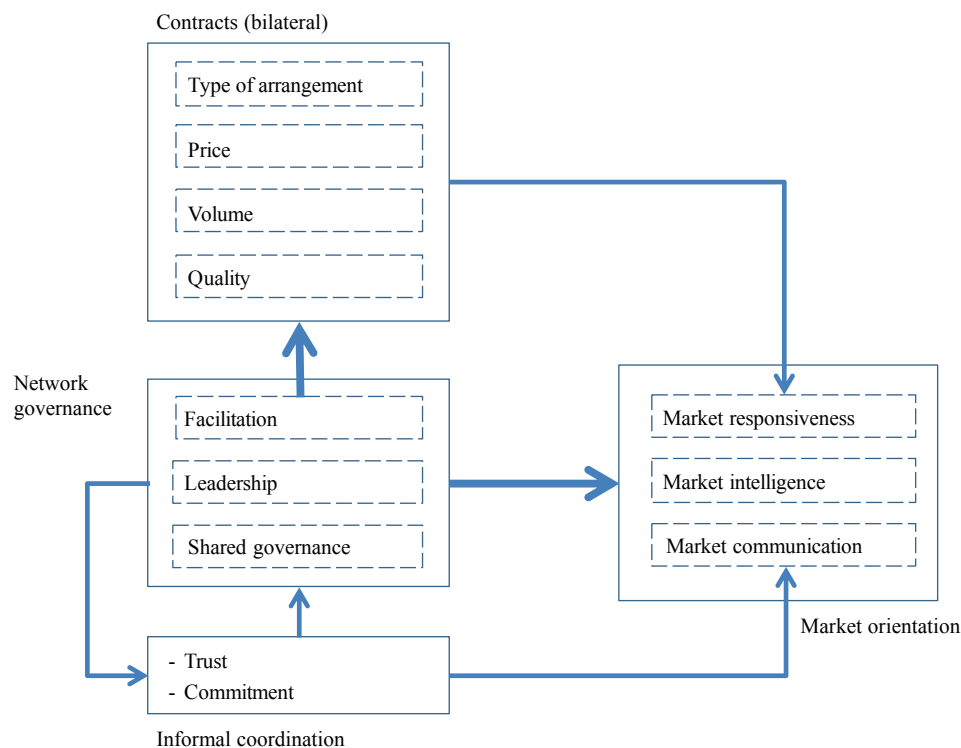 Contracts (bilateral)
Type of arrangement
Price
Volume
Quality
Network
governance
Facilitation
Leadership
Shared governance
Market responsiveness
Market intelligence
Market communication
Market orientation
- Trust
- Commitment
Informal coordination